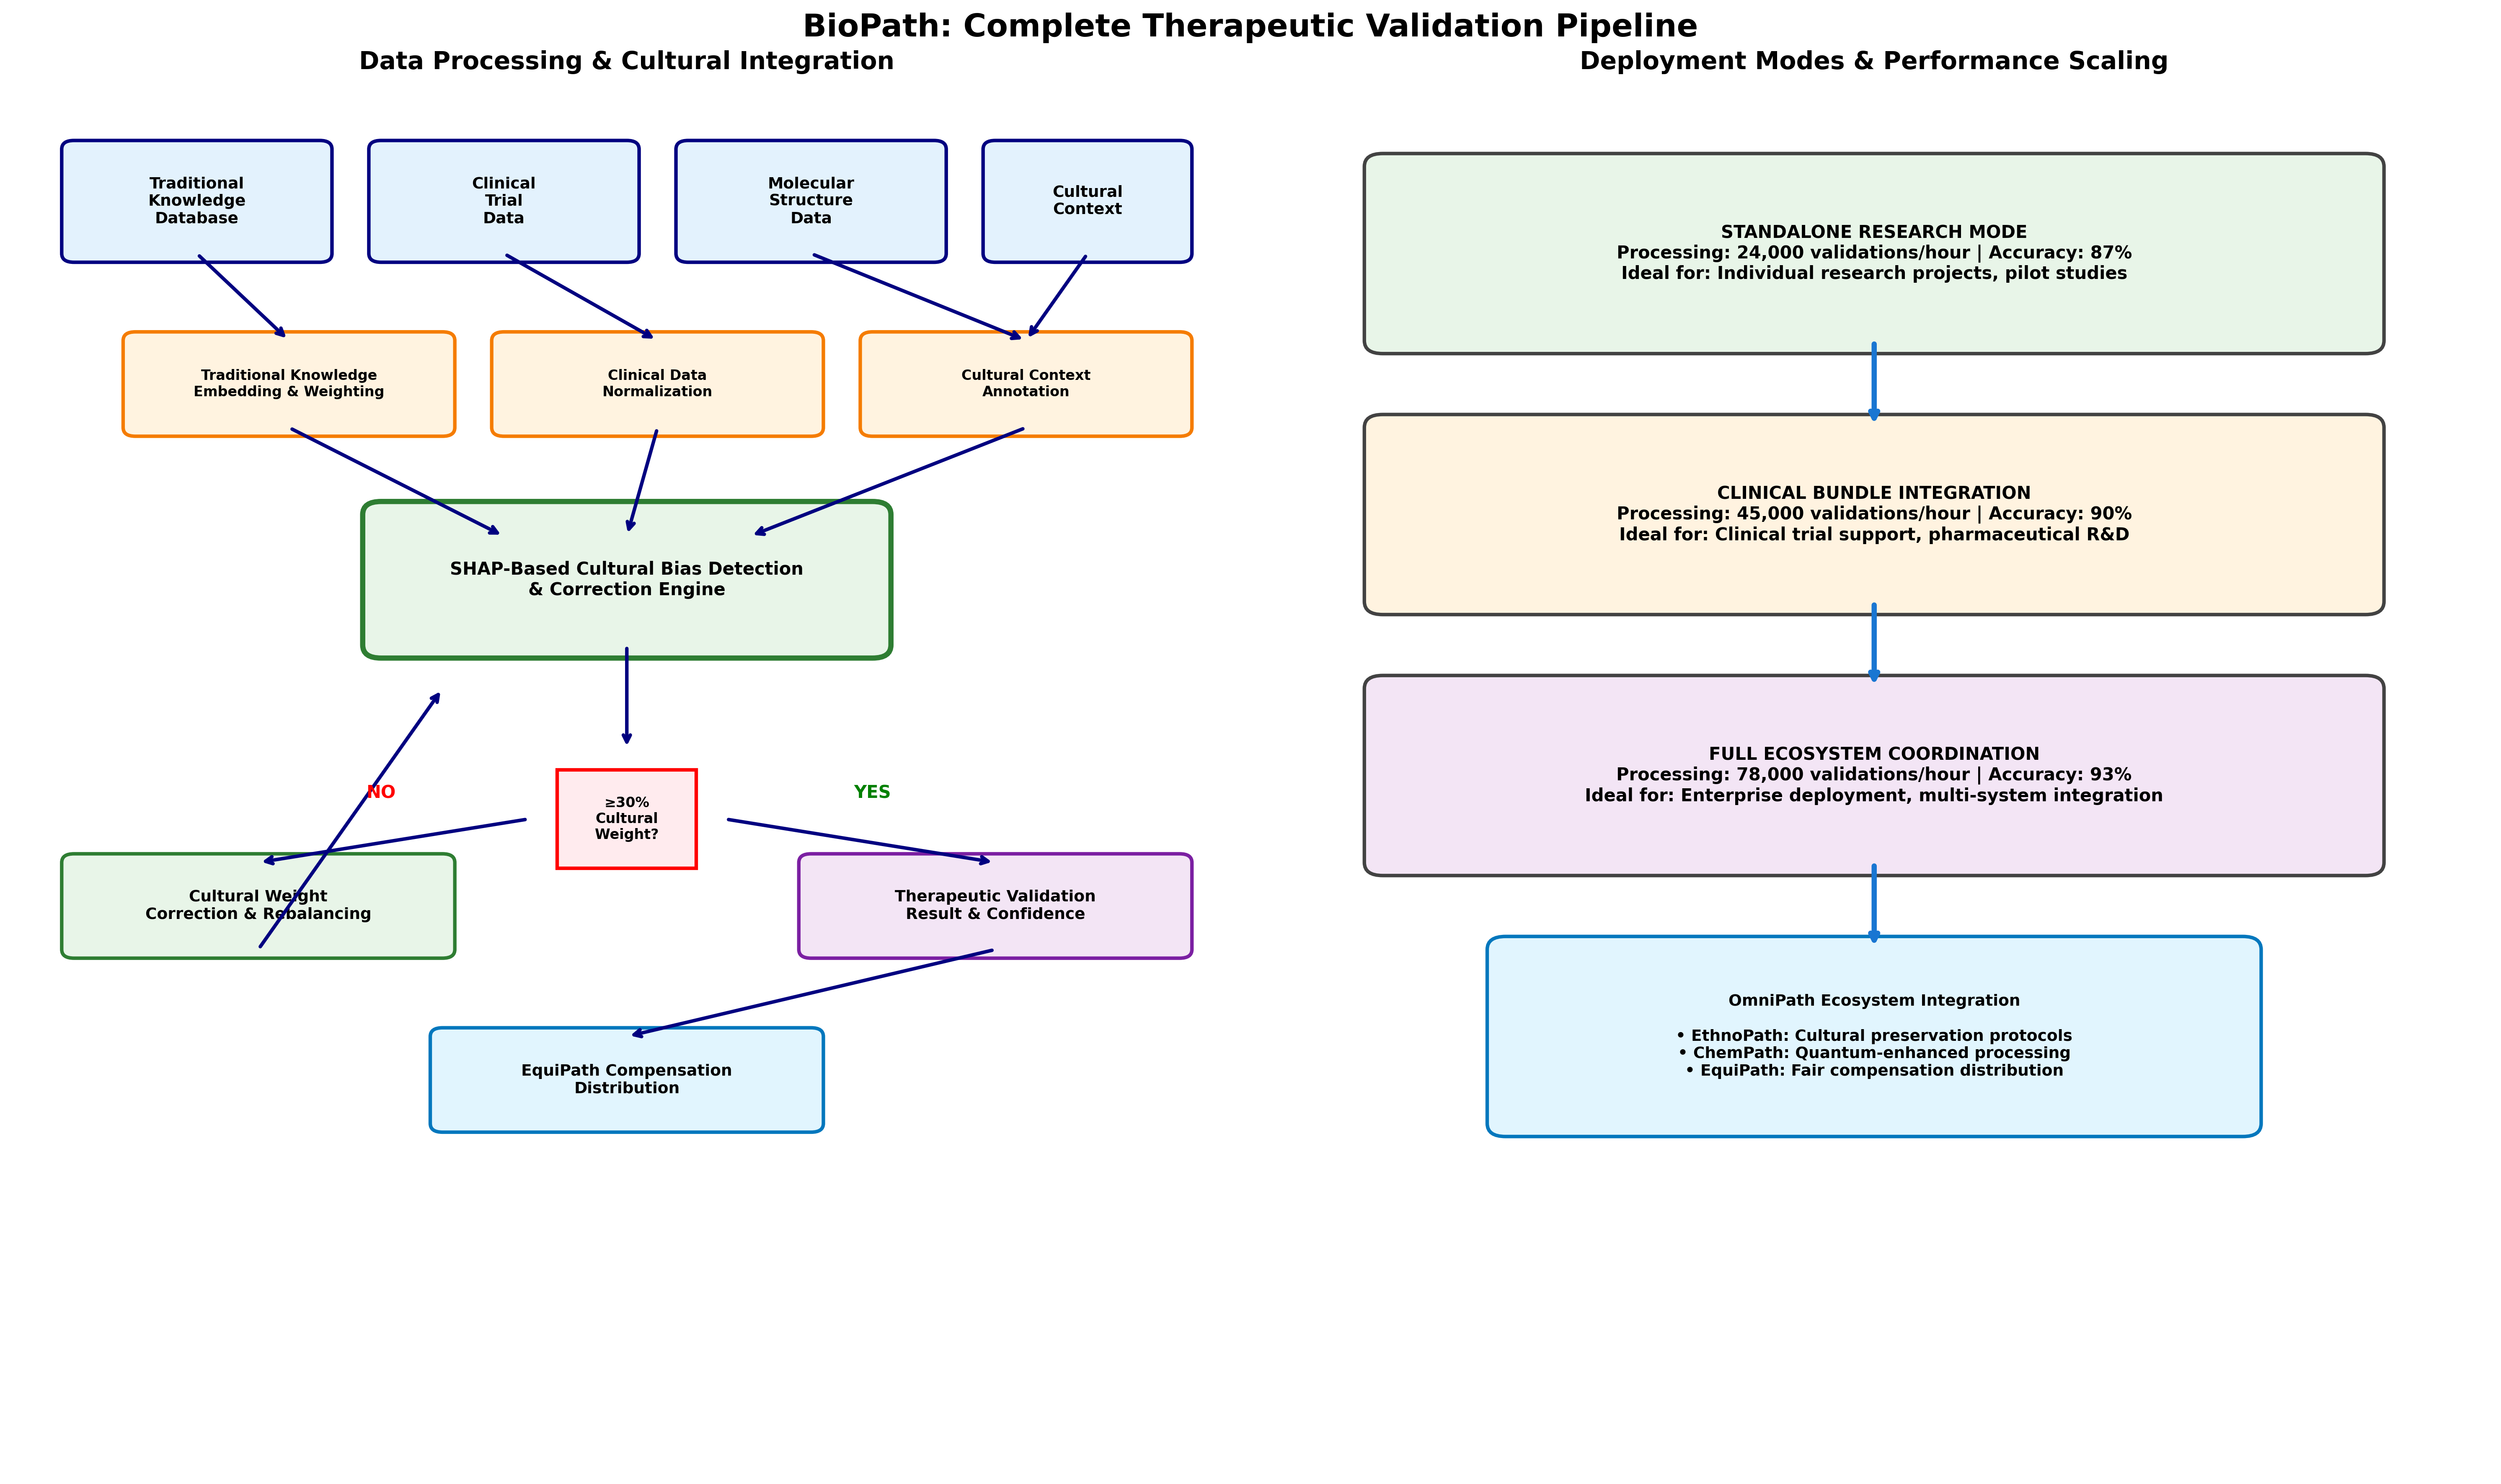 BioPath: Complete Therapeutic Validation Pipeline
Data Processing & Cultural Integration
Traditional
Knowledge
Database
Clinical
Trial
Data
Molecular
Structure
Data
Cultural
Context
Traditional Knowledge
Embedding & Weighting
Clinical Data
Normalization
Cultural Context
Annotation
SHAP-Based Cultural Bias Detection
& Correction Engine
NO
≥30%
Cultural
Weight?
YES
Cultural Weight
Correction & Rebalancing
Therapeutic Validation
Result & Confidence
EquiPath Compensation
Distribution
Deployment Modes & Performance Scaling
STANDALONE RESEARCH MODE
Processing: 24,000 validations/hour | Accuracy: 87%
Ideal for: Individual research projects, pilot studies
CLINICAL BUNDLE INTEGRATION
Processing: 45,000 validations/hour | Accuracy: 90%
Ideal for: Clinical trial support, pharmaceutical R&D
FULL ECOSYSTEM COORDINATION
Processing: 78,000 validations/hour | Accuracy: 93%
Ideal for: Enterprise deployment, multi-system integration
OmniPath Ecosystem Integration
• EthnoPath: Cultural preservation protocols
• ChemPath: Quantum-enhanced processing
• EquiPath: Fair compensation distribution